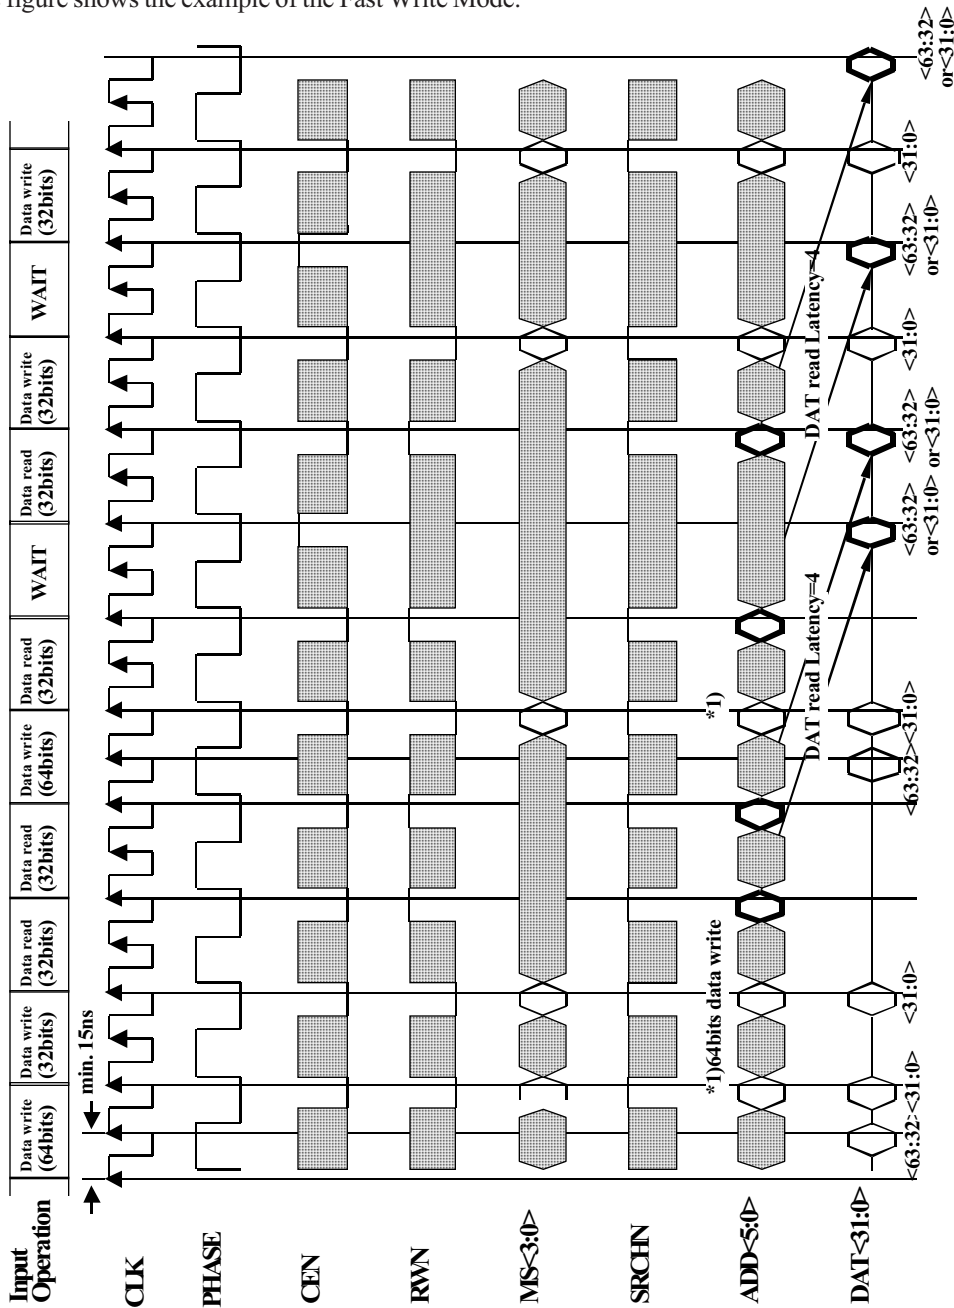 figure shows the example of the Fast Write Mode.
Input
Operation
Data write
(64bits)
Data write
(32bits)
Data read
(32bits)
Data read
(32bits)
Data write
(64bits)
Data read
(32bits)
WAIT
Data read
(32bits)
Data write
(32bits)
WAIT
Data write
(32bits)
min. 15ns
CLK
PHASE
CEN
RWN
MS<3:0>
SRCHN
ADD<5:0>
*1)64bits data write
*1)
DAT read Latency=4
DAT read Latency=4
DAT<31:0>
<63:32>
<31:0>
<31:0>
<63:32>
<31:0>
<63:32>
or<31:0>
<63:32>
or<31:0>
<31:0>
<63:32>
or<31:0>
<31:0>
<63:32>
or<31:0>